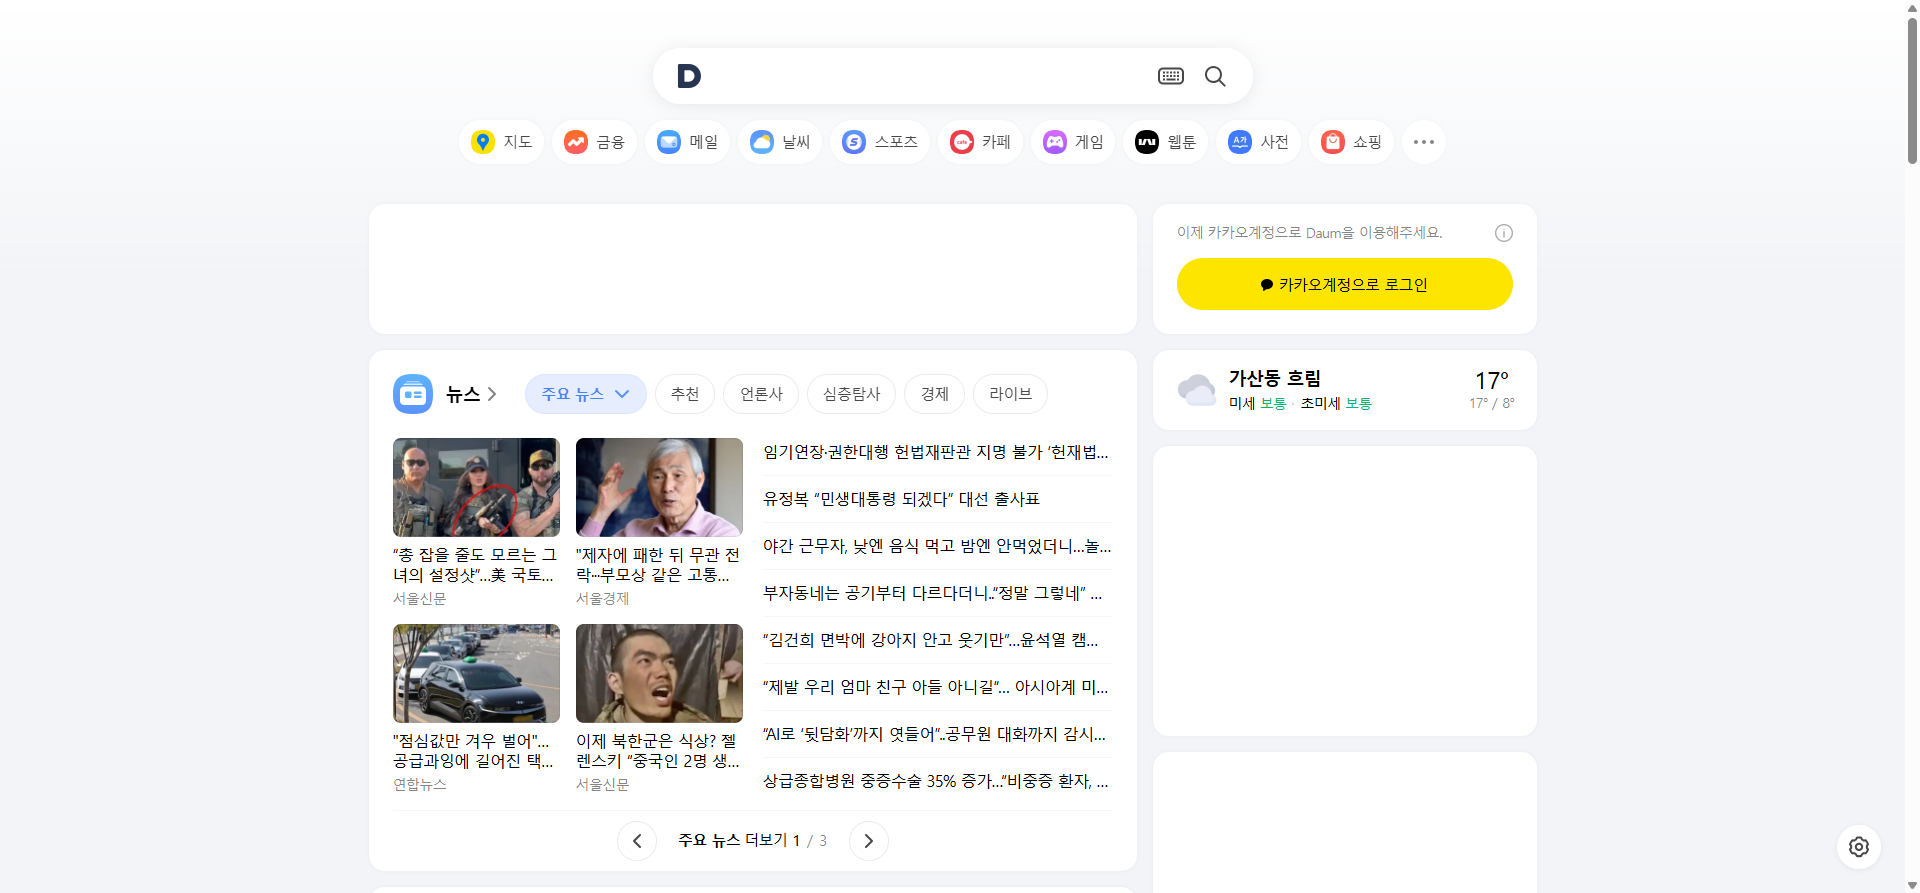 D
지도
금융
메일
날씨
스포츠
카페
게임
웹툰
사전
쇼핑
이제 카카오계정으로 Daum을 이용해주세요.
카카오계정으로 로그인
뉴스
주요 뉴스
추천
언론사
심층탐사
경제
라이브
가산동 흐림
17°
미세 보통 · 초미세 보통
17° / 8°
“총 잡을 줄도 모르는 그
녀의 설정샷”…美 국토...
서울신문
"제자에 패한 뒤 무관 전
락…부모상 같은 고통...
서울경제
"점심값만 겨우 벌어"…
공급과잉에 길어진 택...
연합뉴스
이제 북한군은 식상? 젤
렌스키 “중국인 2명 생...
서울신문
임기연장·권한대행 헌법재판관 지명 불가 ‘헌재법...
유정복 “민생대통령 되겠다” 대선 출사표
야간 근무자, 낮엔 음식 먹고 밤엔 안먹었더니…놀...
부자동네는 공기부터 다르다더니..“정말 그렇네” ...
“김건희 면박에 강아지 안고 웃기만”…윤석열 캠...
“제발 우리 엄마 친구 아들 아니길”… 아시아계 미...
“AI로 ‘뒷담화’까지 엿들어”..공무원 대화까지 감시...
상급종합병원 중증수술 35% 증가…“비중증 환자, ...
주요 뉴스 더보기 1 / 3